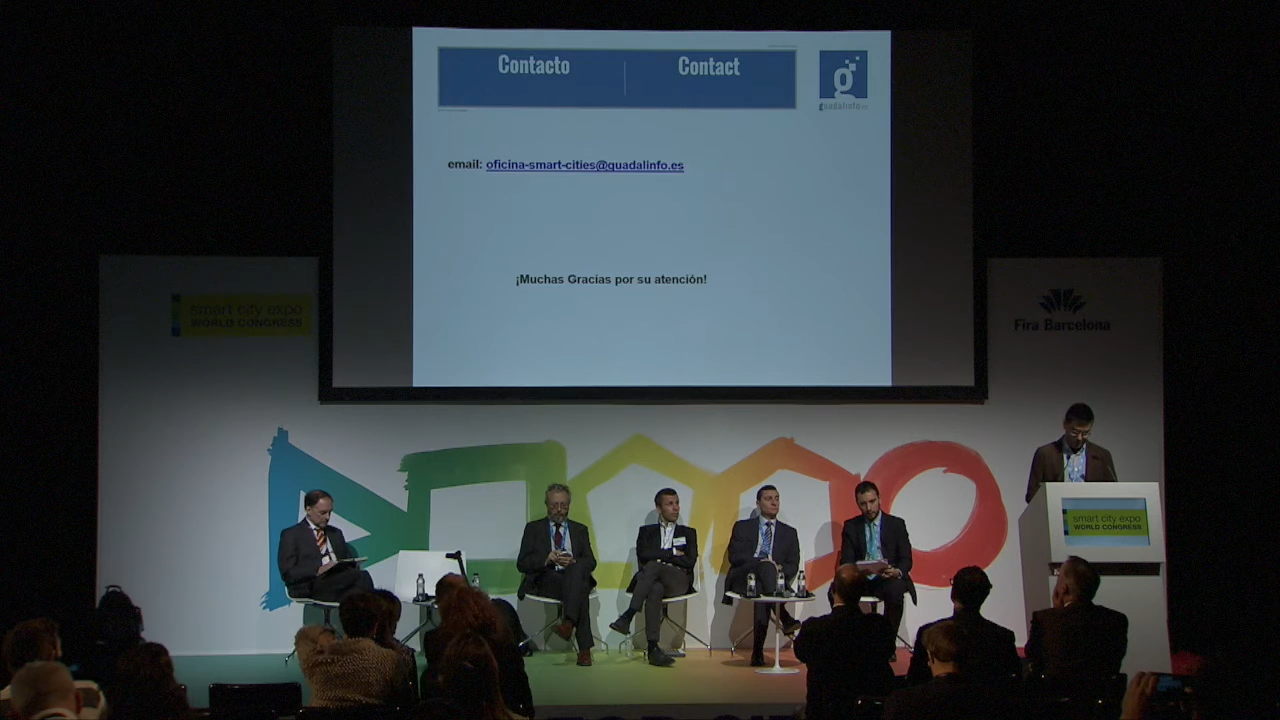 Contacto
Contact
guadalinfo.es
email: oficina-smart-cities@guadalinfo.es
¡Muchas Gracias por su atención!
smart city expo
WORLD CONGRESS
Fira Barcelona
smart city expo
WORLD CONGRESS